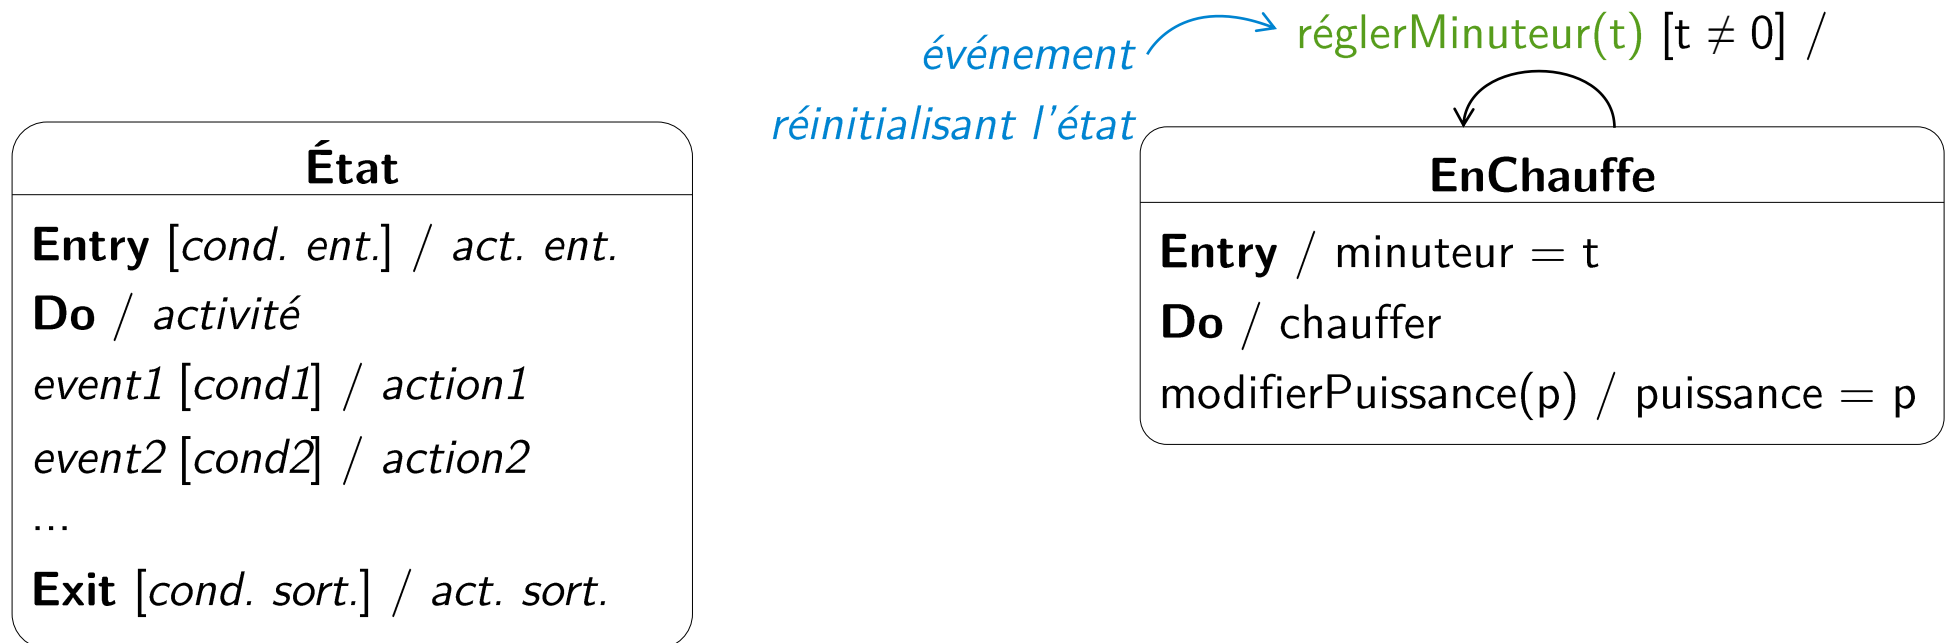 État
Entry [cond. ent.] / act. ent.
Do / activité
event1 [cond1] / action1
event2 [cond2] / action2
...
Exit [cond. sort.] / act. sort.
événement
réinitialisant l'état
réglerMinuteur(t) [t ≠ 0] /
EnChauffe
Entry / minuteur = t
Do / chauffer
modifierPuissance(p) / puissance = p